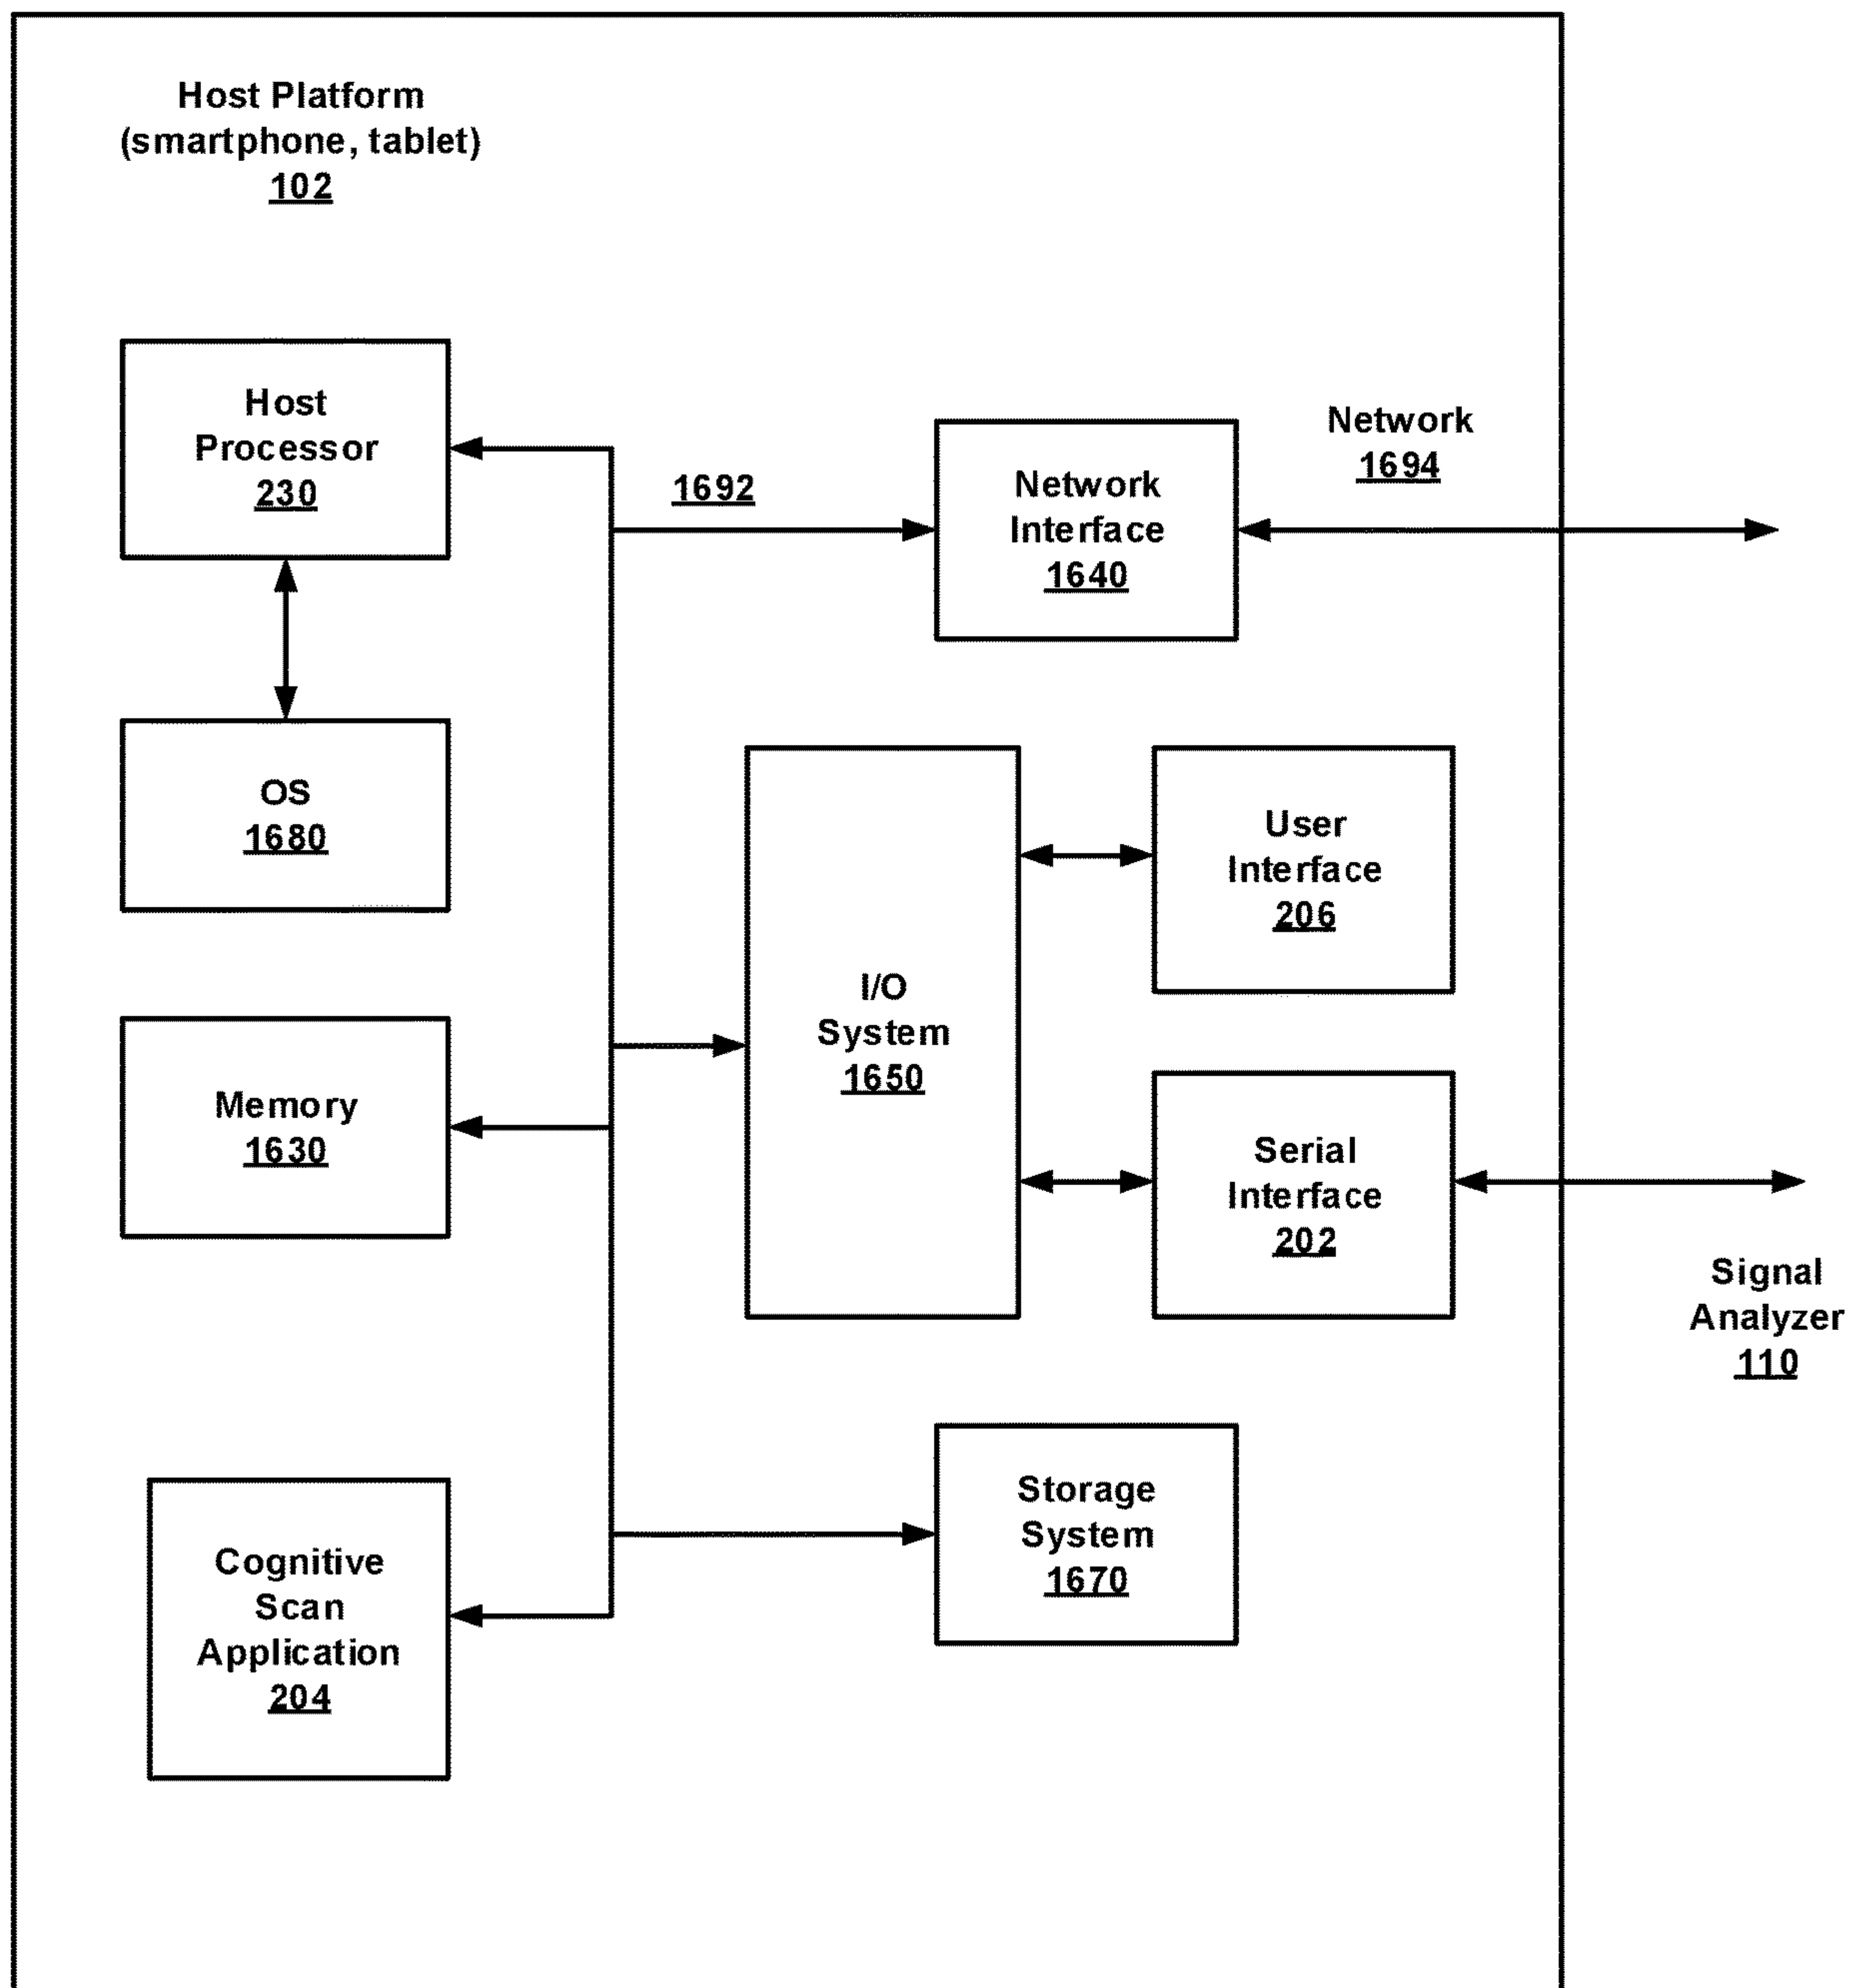 Host Platform
(smartphone, tablet)
102
Host
Processor
230
1692
Network
Interface
1640
Network
1694
OS
1680
I/O
System
1650
User
Interface
206
Memory
1630
Serial
Interface
202
Signal
Analyzer
110
Cognitive
Scan
Application
204
Storage
System
1670